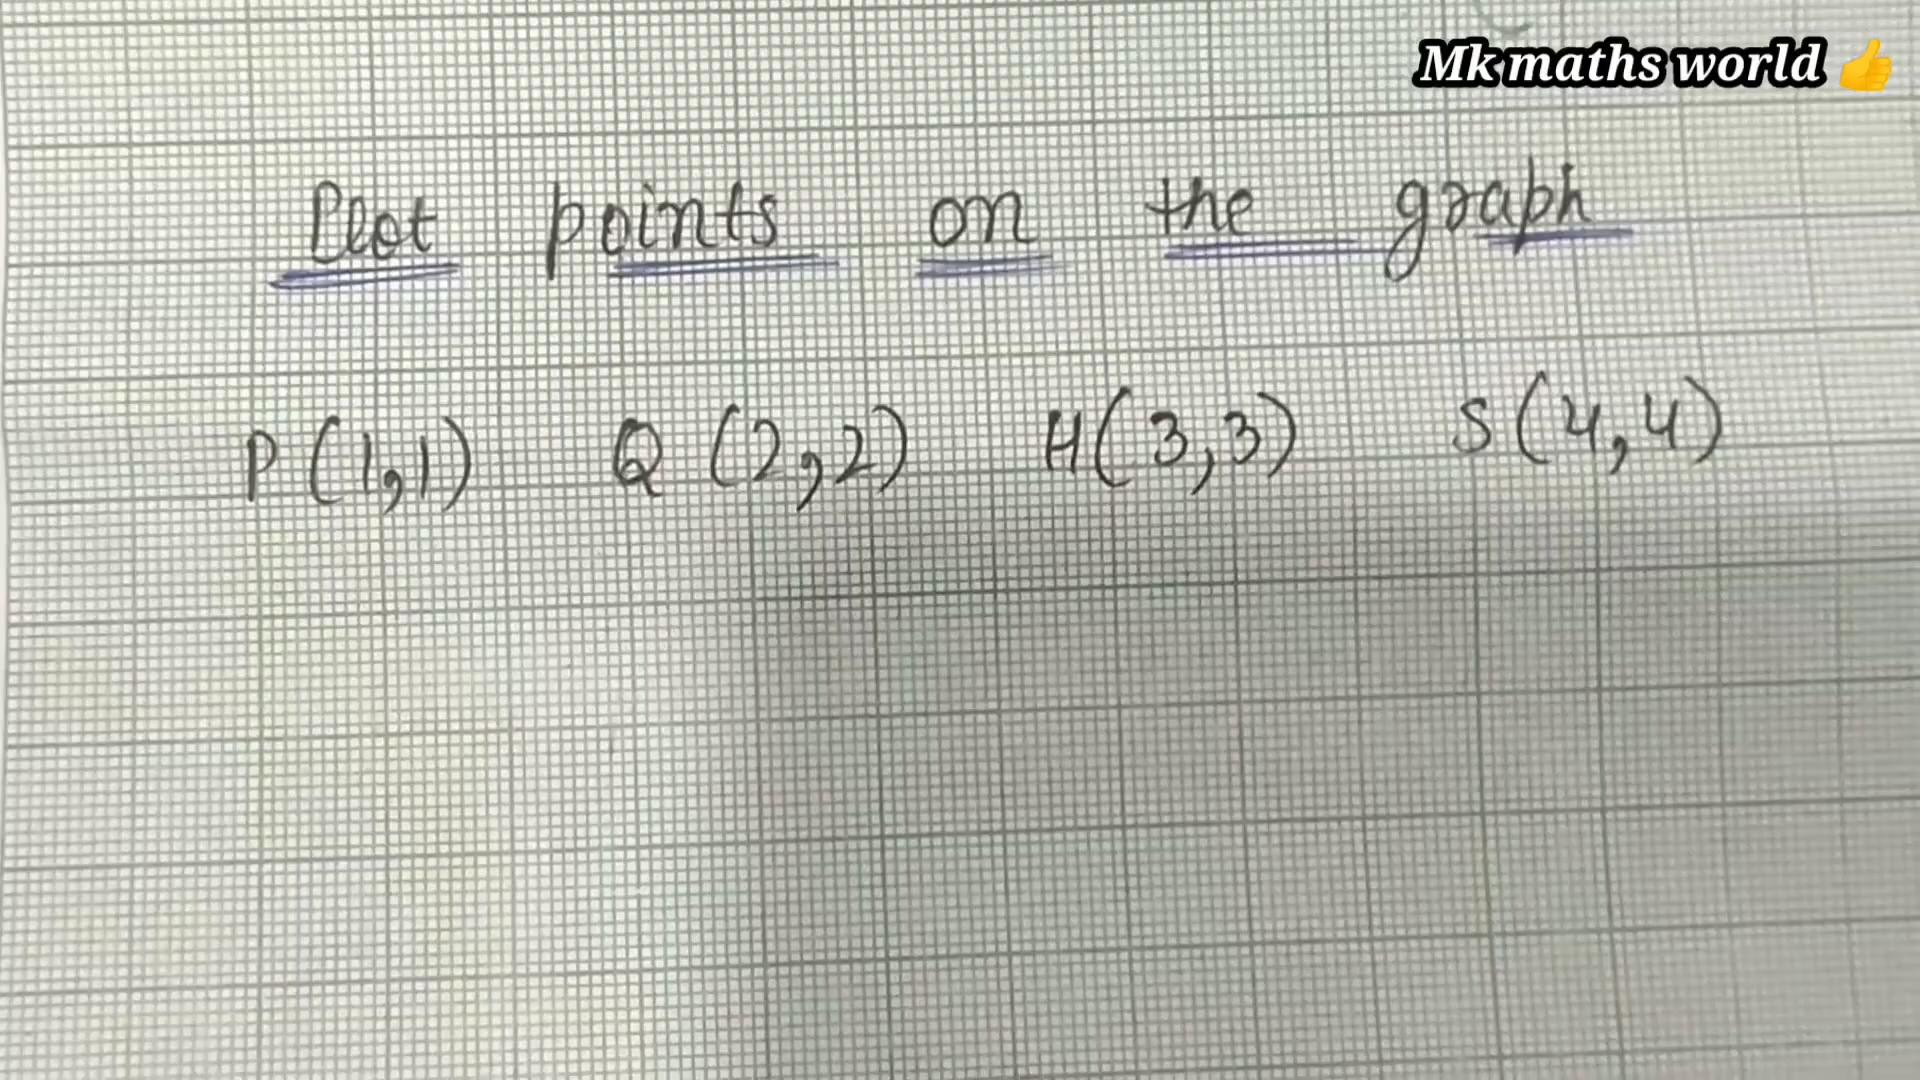 Mk maths world 👍
Plot points on the graph
P (1,1) Q (2,2) H (3,3) S (4,4)